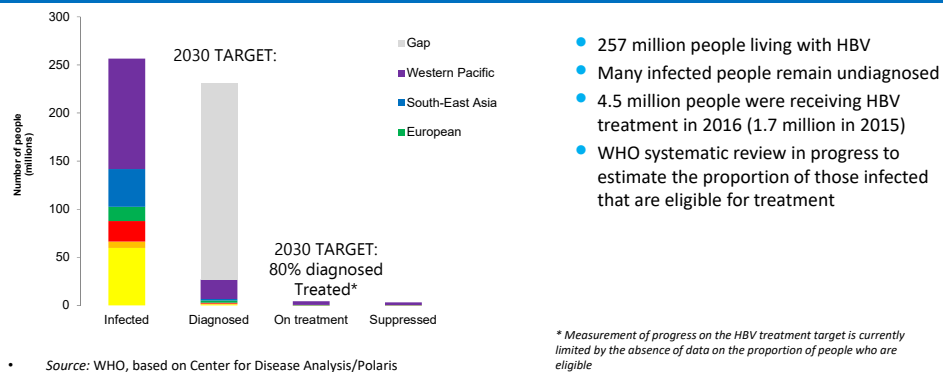 300
250
200
150
100
50
0
Number of people
(millions)
2030 TARGET:
2030 TARGET:
80% diagnosed
Treated*
Infected
Diagnosed
On treatment
Suppressed
Gap
Western Pacific
South-East Asia
European
• 257 million people living with HBV
• Many infected people remain undiagnosed
• 4.5 million people were receiving HBV
treatment in 2016 (1.7 million in 2015)
• WHO systematic review in progress to
estimate the proportion of those infected
that are eligible for treatment
* Measurement of progress on the HBV treatment target is currently
limited by the absence of data on the proportion of people who are
eligible
• Source: WHO, based on Center for Disease Analysis/Polaris